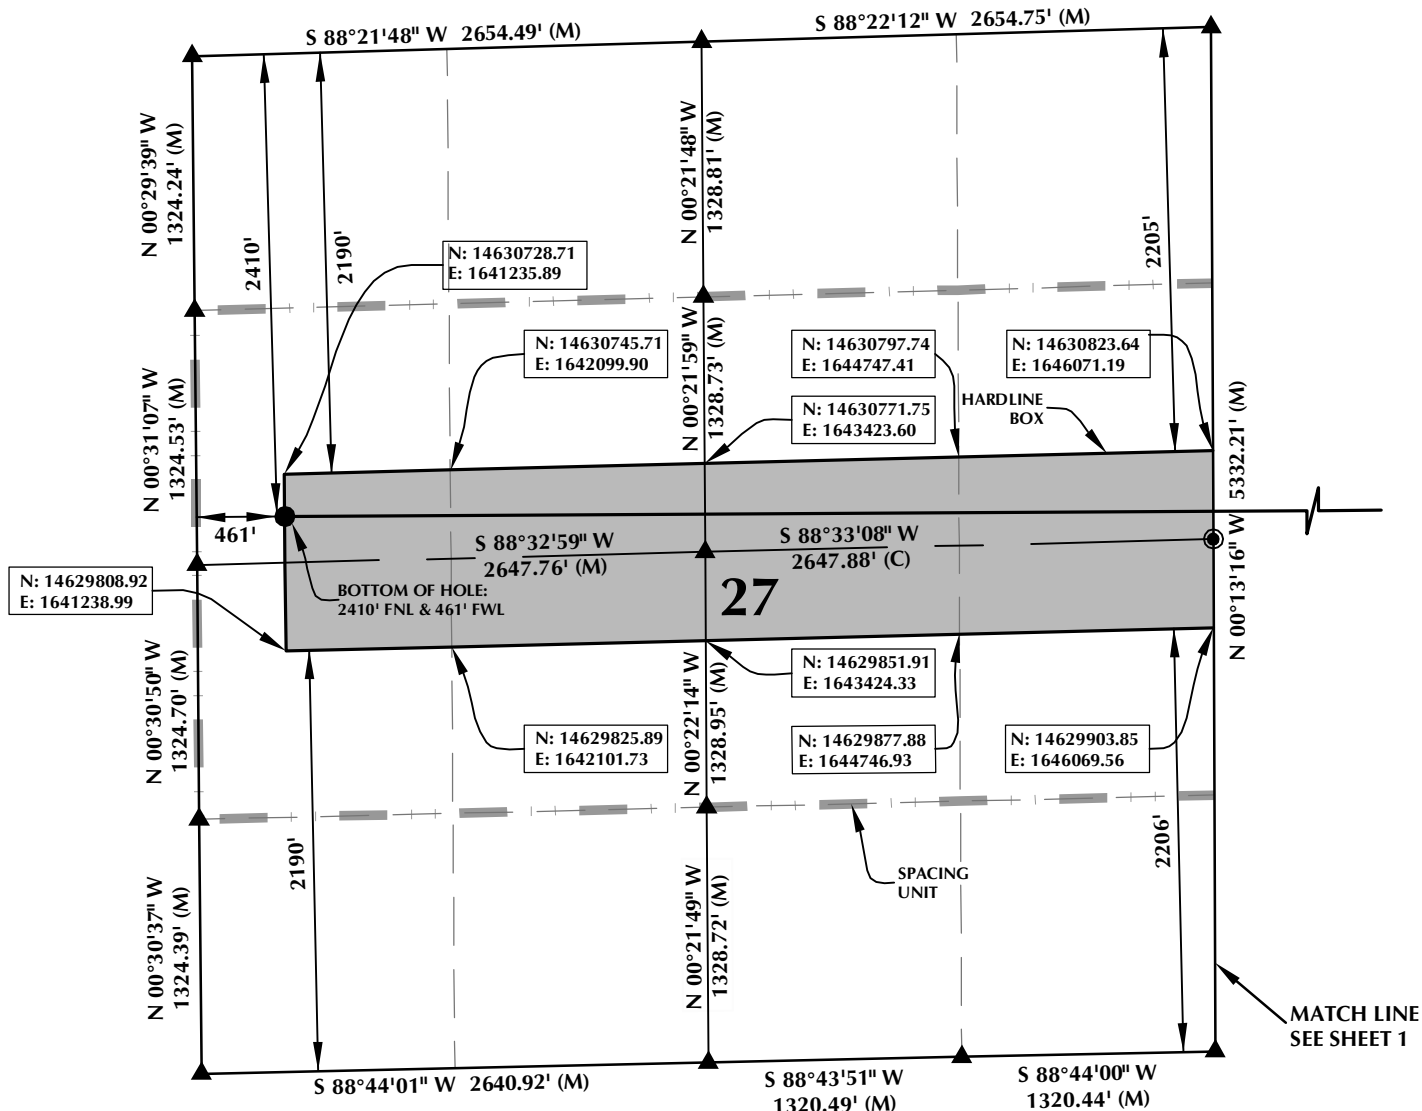 S 88°21'48" W 2654.49' (M)
S 88°22'12" W 2654.75' (M)
N 00°29'39" W
1324.24' (M)
2410'
2190'
N 00°21'48" W
1328.81' (M)
2205'
N: 14630728.71
E: 1641235.89
N: 14630745.71
E: 1642099.90
N: 14630797.74
E: 1644747.41
N: 14630823.64
E: 1646071.19
N 00°31'07" W
1324.53' (M)
N 00°21'59" W
1328.73' (M)
N: 14630771.75
E: 1643423.60
HARDLINE
BOX
N 00°13'16" W 5332.21' (M)
461'
S 88°32'59" W
2647.76' (M)
S 88°33'08" W
2647.88' (C)
N: 14629808.92
E: 1641238.99
BOTTOM OF HOLE:
2410' FNL & 461' FWL
27
N 00°30'50" W
1324.70' (M)
N 00°22'14" W
1328.95' (M)
N: 14629851.91
E: 1643424.33
N: 14629825.89
E: 1642101.73
N: 14629877.88
E: 1644746.93
N: 14629903.85
E: 1646069.56
2190'
2206'
SPACING
UNIT
N 00°30'37" W
1324.39' (M)
N 00°21'49" W
1328.72' (M)
MATCH LINE
SEE SHEET 1
S 88°44'01" W 2640.92' (M)
S 88°43'51" W
1320.49' (M)
S 88°44'00" W
1320.44' (M)